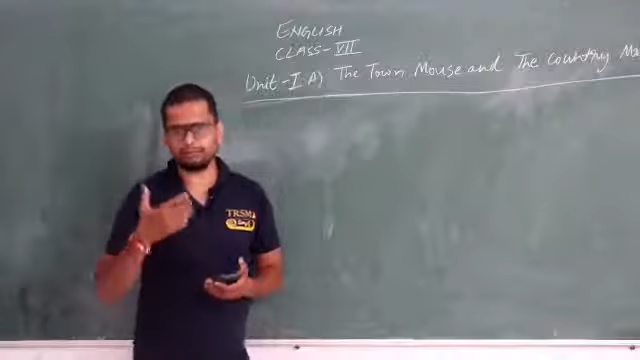 ENGLISH
CLASS-VII
Unit-I A) The Town Mouse and The Country
TRSMA